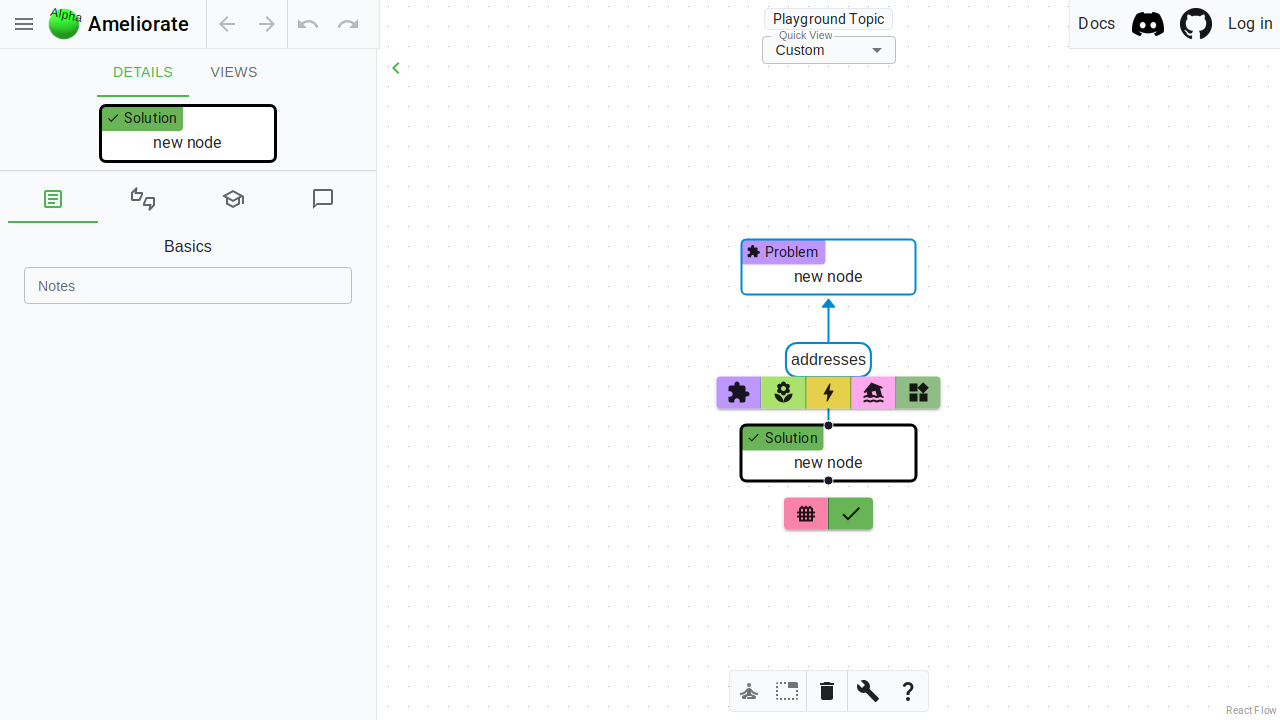 Alpha
Ameliorate
Playground Topic
Quick View
Custom
Docs
Log in
DETAILS
VIEWS
Solution
new node
Basics
Notes
Problem
new node
addresses
Solution
new node
?
React Flow